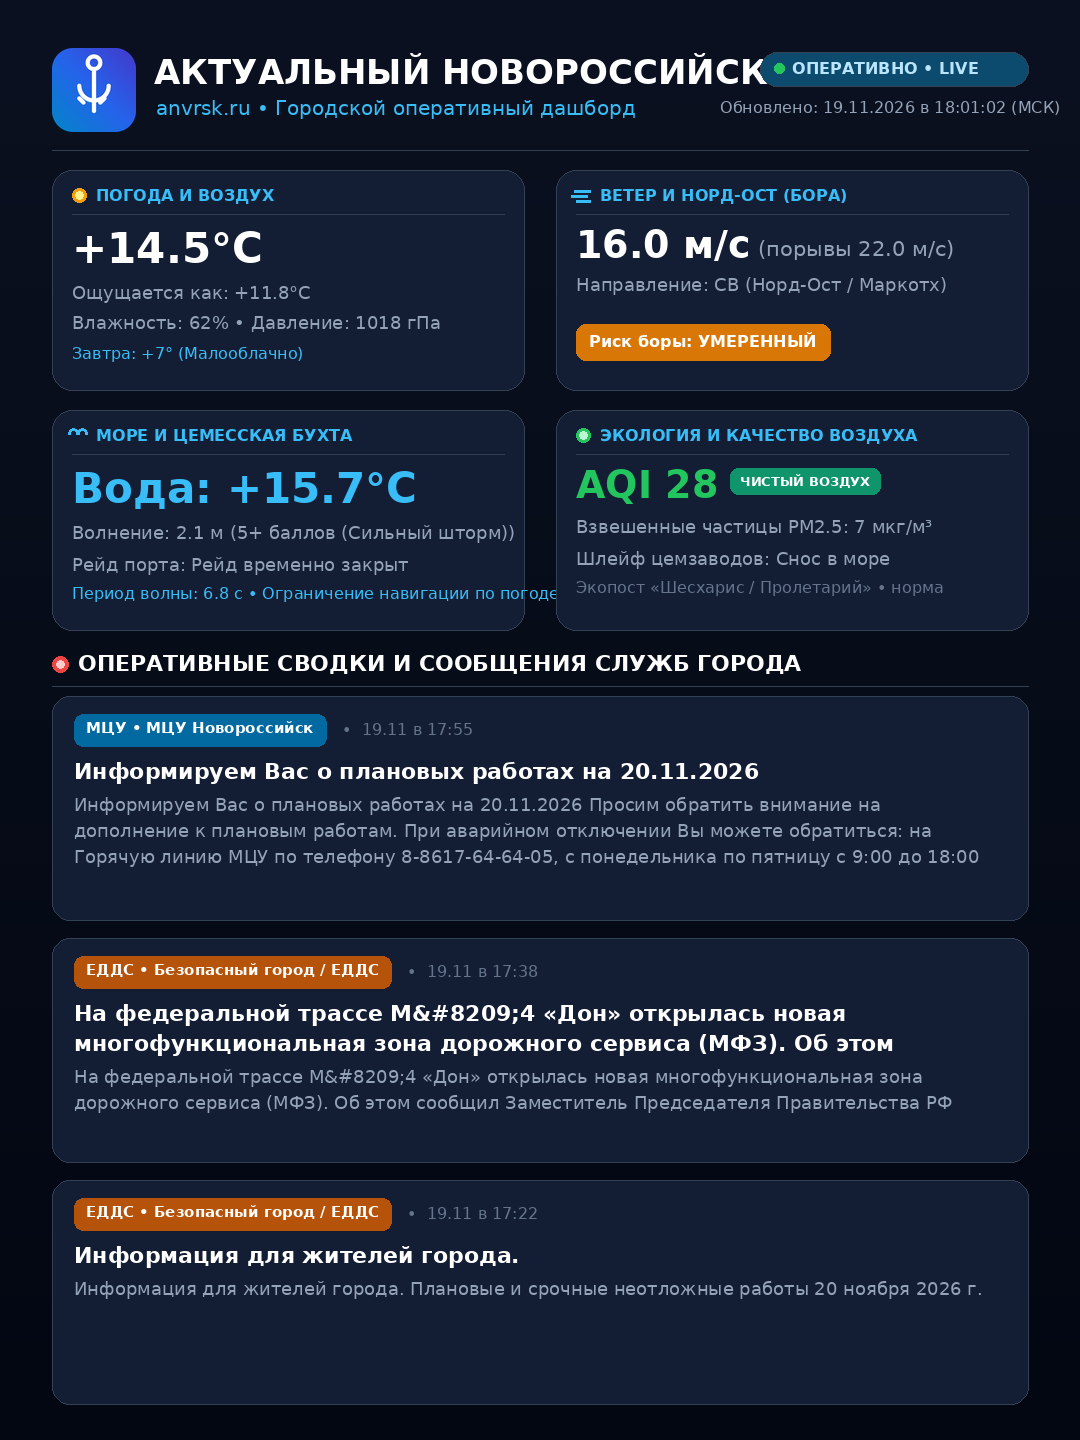 АКТУАЛЬНЫЙ НОВОРОССИЙСК
ОПЕРАТИВНО • LIVE
anvrsk.ru • Городской оперативный дашборд
Обновлено: 19.11.2026 в 18:01:02 (МСК)
ПОГОДА И ВОЗДУХ
+14.5°C
Ощущается как: +11.8°C
Влажность: 62% • Давление: 1018 гПа
Завтра: +7° (Малооблачно)
ВЕТЕР И НОРД-ОСТ (БОРА)
16.0 м/с (порывы 22.0 м/с)
Направление: СВ (Норд-Ост / Маркотх)
Риск боры: УМЕРЕННЫЙ
МОРЕ И ЦЕМЕССКАЯ БУХТА
Вода: +15.7°C
Волнение: 2.1 м (5+ баллов (Сильный шторм))
Рейд порта: Рейд временно закрыт
Период волны: 6.8 с • Ограничение навигации по погоде
ЭКОЛОГИЯ И КАЧЕСТВО ВОЗДУХА
AQI 28 ЧИСТЫЙ ВОЗДУХ
Взвешенные частицы PM2.5: 7 мкг/м³
Шлейф цемзаводов: Снос в море
Экопост «Шесхарис / Пролетарий» • норма
ОПЕРАТИВНЫЕ СВОДКИ И СООБЩЕНИЯ СЛУЖБ ГОРОДА
МЦУ • МЦУ Новороссийск • 19.11 в 17:55
Информируем Вас о плановых работах на 20.11.2026
Информируем Вас о плановых работах на 20.11.2026 Просим обратить внимание на
дополнение к плановым работам. При аварийном отключении Вы можете обратиться: на
Горячую линию МЦУ по телефону 8-8617-64-64-05, с понедельника по пятницу с 9:00 до 18:00
ЕДДС • Безопасный город / ЕДДС • 19.11 в 17:38
На федеральной трассе М&#8209;4 «Дон» открылась новая
многофункциональная зона дорожного сервиса (МФЗ). Об этом
На федеральной трассе М&#8209;4 «Дон» открылась новая многофункциональная зона
дорожного сервиса (МФЗ). Об этом сообщил Заместитель Председателя Правительства РФ
ЕДДС • Безопасный город / ЕДДС • 19.11 в 17:22
Информация для жителей города.
Информация для жителей города. Плановые и срочные неотложные работы 20 ноября 2026 г.